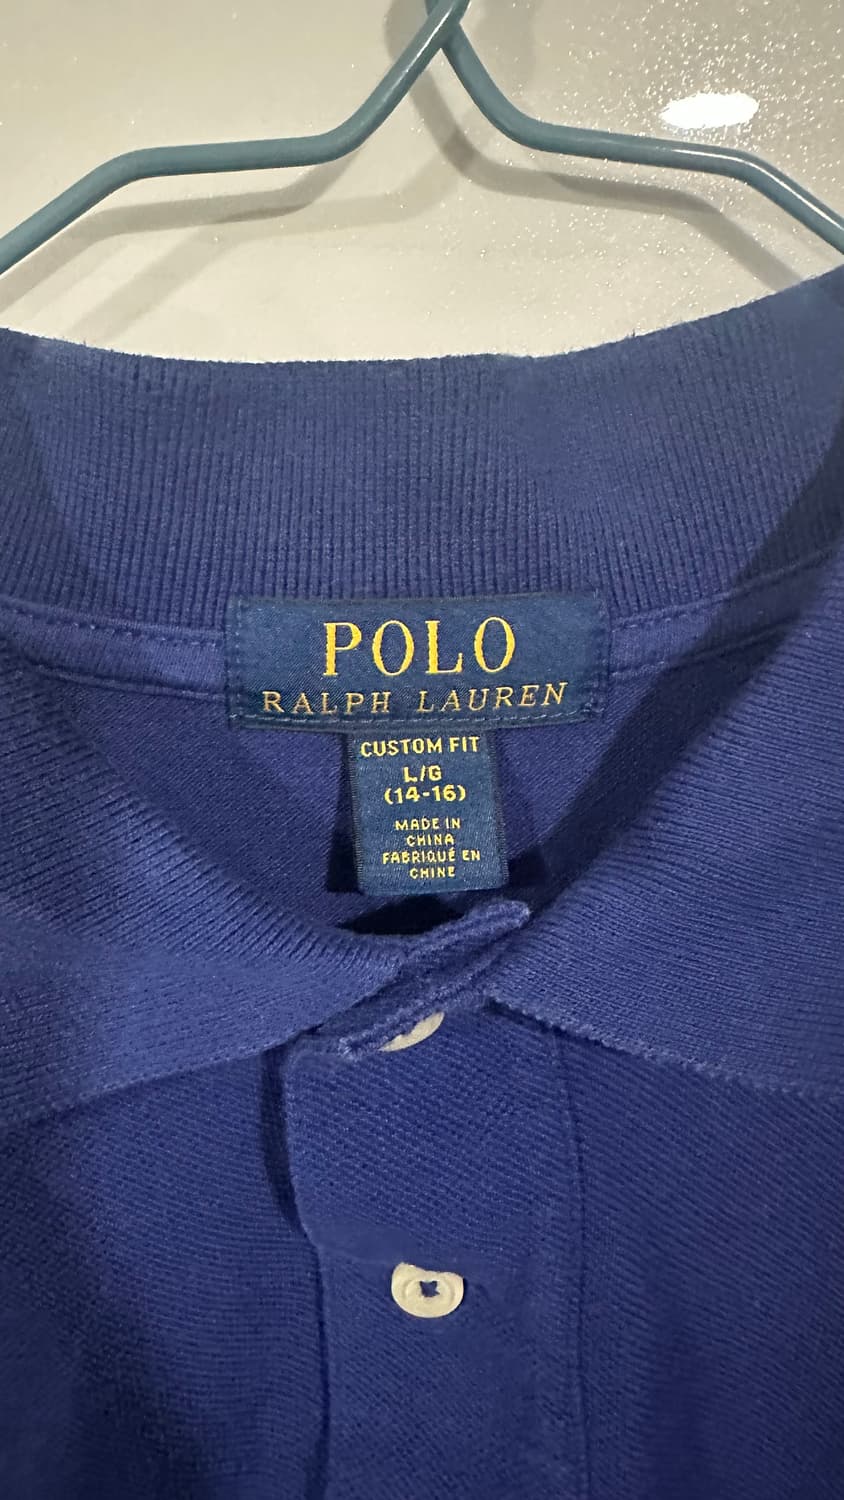 POLO
RALPH LAUREN
CUSTOM FIT
L/G
(14-16)
MADE IN
CHINA
FABRIQUÉ EN
CHINE